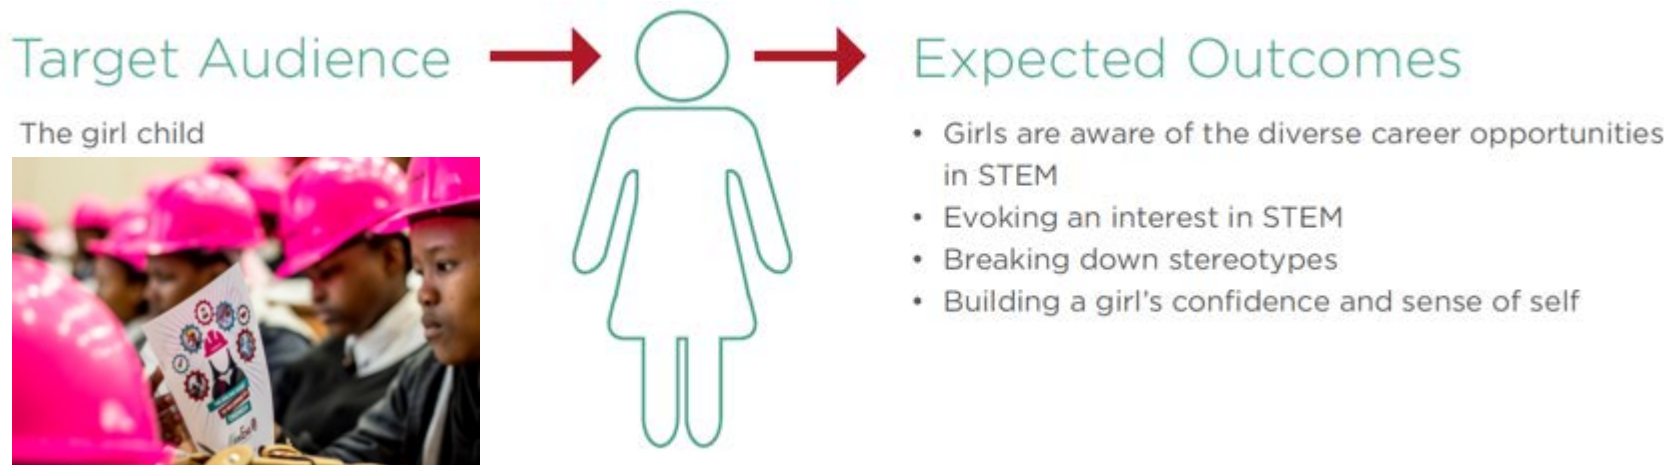 Target Audience
The girl child
Expected Outcomes
• Girls are aware of the diverse career opportunities
in STEM
• Evoking an interest in STEM
• Breaking down stereotypes
• Building a girl's confidence and sense of self